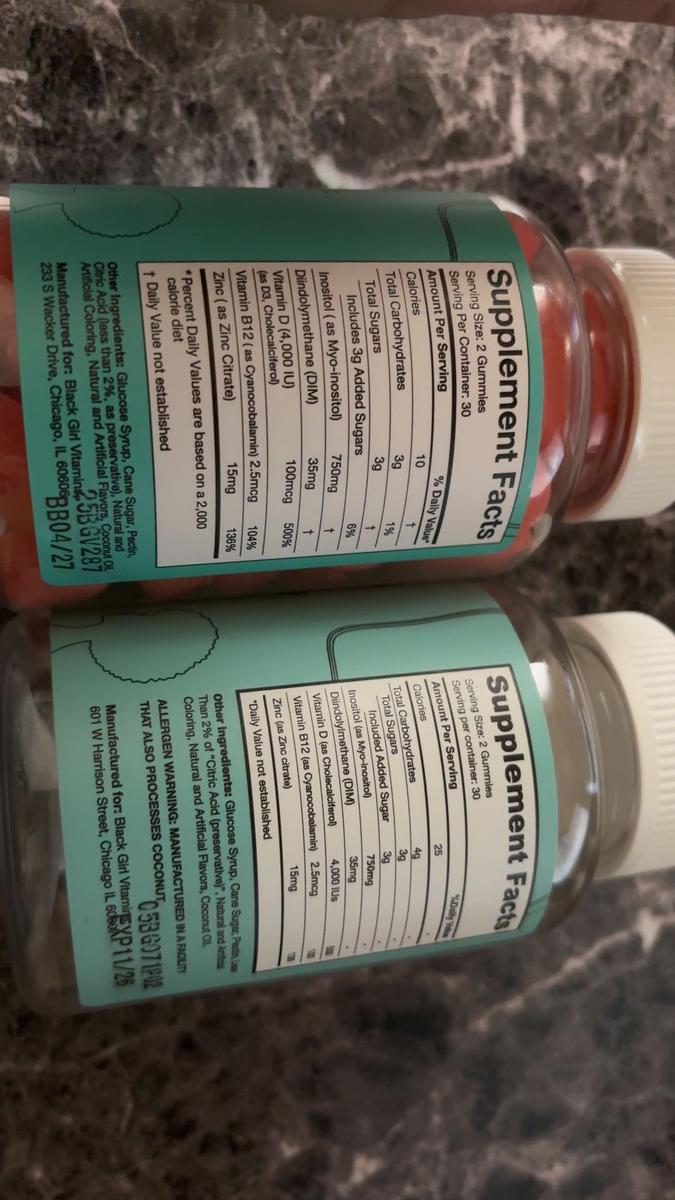 Supplement Facts
Serving Size: 2 Gummies
Serving Per Container: 30
Amount Per Serving % Daily Value*
Calories 10 †
Total Carbohydrates 3g 1%
Total Sugars 3g †
Includes 3g Added Sugars 6%
Inositol ( as Myo-inositol) 750mg †
Diindolymethane (DIM) 35mg †
Vitamin D (4,000 IU) 100mcg 500%
(as D3, Cholecalciferol)
Vitamin B12 ( as Cyanocobalamin) 2.5mcg 104%
Zinc ( as Zinc Citrate) 15mg 136%
*Percent Daily Values are based on a 2,000
calorie diet
† Daily Value not established
Other Ingredients: Glucose Syrup, Cane Sugar, Pectin,
Citric Acid (less than 2%, as preservative), Natural and
Artificial Coloring, Natural and Artificial Flavors, Coconut Oil.
Manufactured for: Black Girl Vitamins
233 S Wacker Drive, Chicago, IL 60606
25BGV287
BB04/27
Supplement Facts
Serving Size: 2 Gummies
Serving per container: 30
Amount Per Serving %Daily Value
Calories 25
Total Carbohydrates 4g
Total Sugars 3g
Included Added Sugar 3g
Inositol (as Myo-Inositol) 750mg
Diindolylmethane (DIM) 35mg
Vitamin D (as Cholecalciferol) 4,000 IUs
Vitamin B12 (as Cyanocobalamin) 2.5mcg
Zinc (as Zinc citrate) 15mg
*Daily Value not established
Other Ingredients: Glucose Syrup, Cane Sugar, Pectin, Less
Than 2% of "Citric Acid (preservative)", Natural and Artificial
Coloring, Natural and Artificial Flavors, Coconut Oil.
ALLERGEN WARNING: MANUFACTURED IN A FACILITY
THAT ALSO PROCESSES COCONUT.
Manufactured for: Black Girl Vitamins
601 W Harrison Street, Chicago IL
EXP11/26